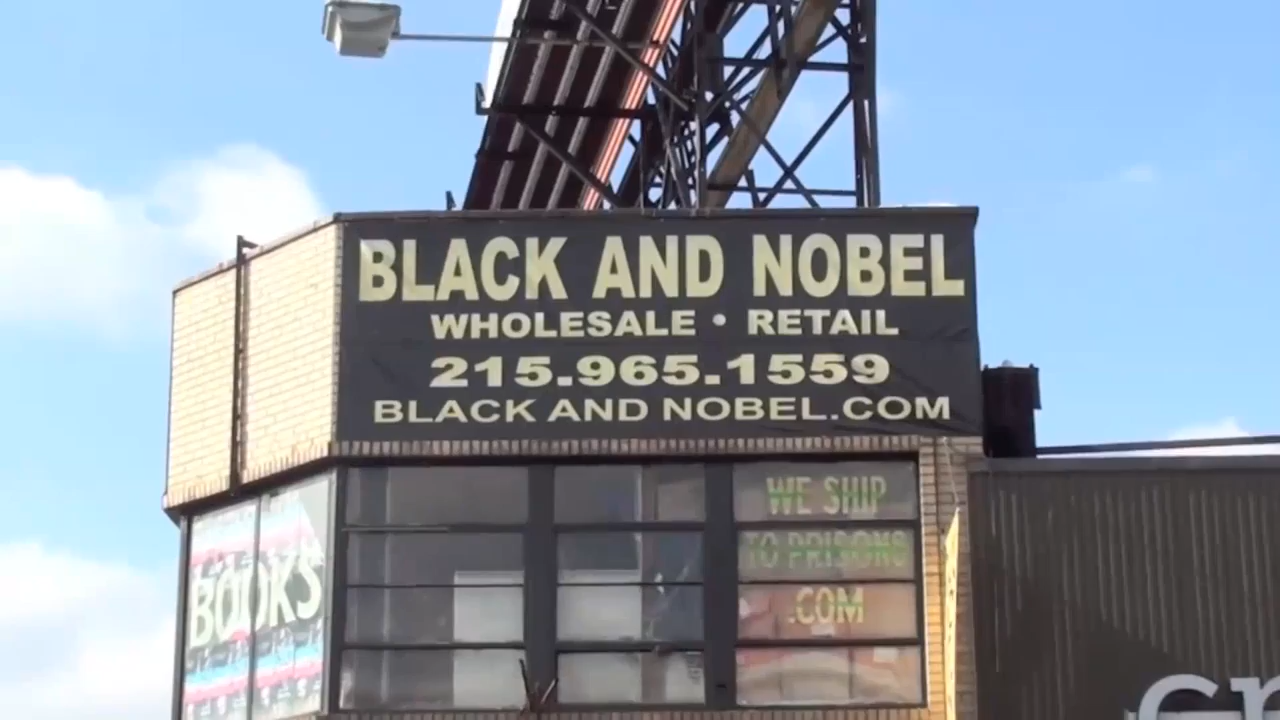 BLACK AND NOBEL
WHOLESALE • RETAIL
215.965.1559
BLACK AND NOBEL.COM
WE SHIP
TO PRISONS
.COM
BOOKS